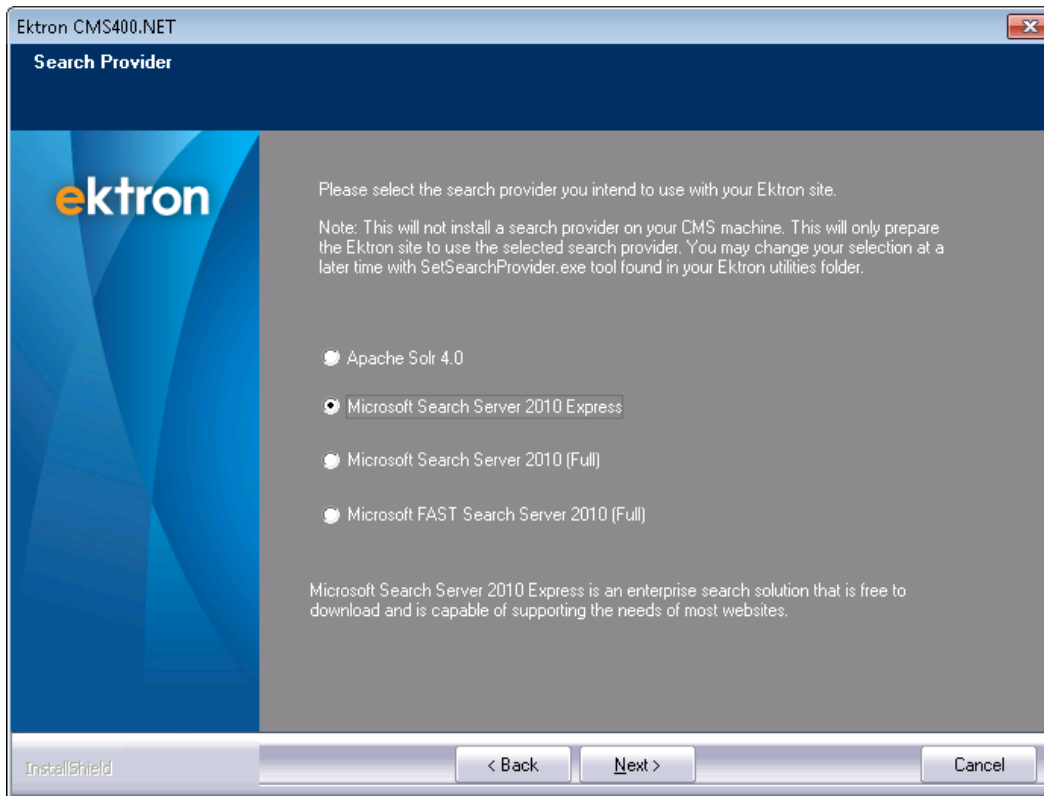 Ektron CMS400.NET
Search Provider
ektron
Please select the search provider you intend to use with your Ektron site.
Note: This will not install a search provider on your CMS machine. This will only prepare
the Ektron site to use the selected search provider. You may change your selection at a
later time with SetSearchProvider.exe tool found in your Ektron utilities folder.
Apache Solr 4.0
Microsoft Search Server 2010 Express
Microsoft Search Server 2010 (Full)
Microsoft FAST Search Server 2010 (Full)
Microsoft Search Server 2010 Express is an enterprise search solution that is free to
download and is capable of supporting the needs of most websites.
InstallShield
< Back
Next >
Cancel